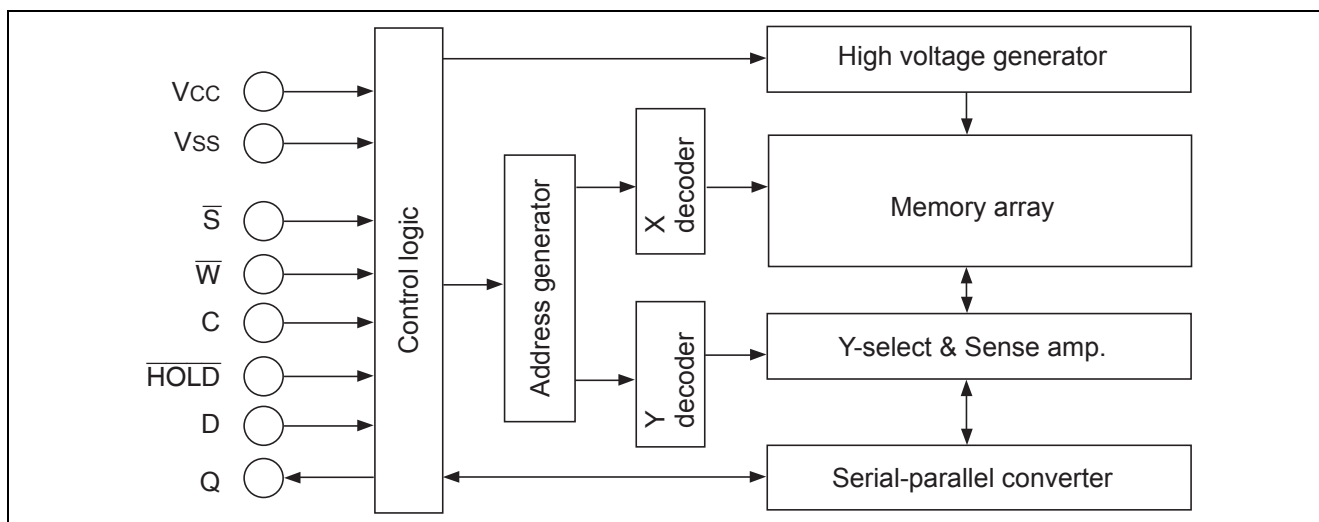 VCC
VSS
S̅
W̅
C
H̅O̅L̅D̅
D
Q
Control logic
Address generator
X
decoder
Y
decoder
High voltage generator
Memory array
Y-select & Sense amp.
Serial-parallel converter